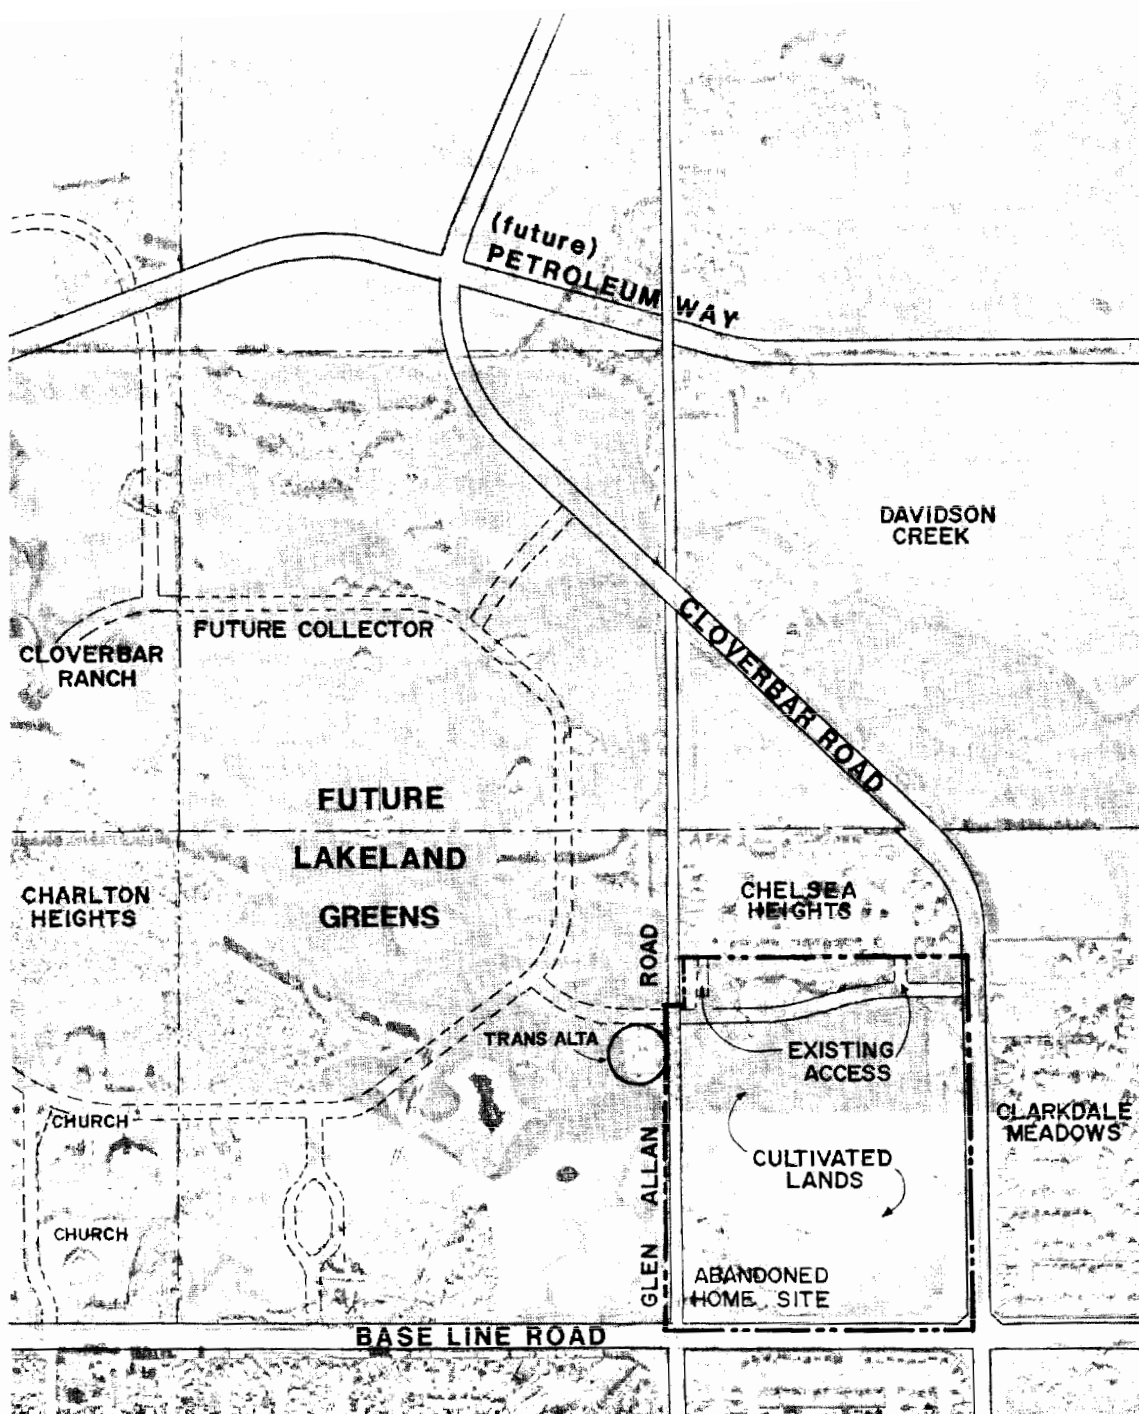 (future)
PETROLEUM WAY
DAVIDSON
CREEK
CLOVERBAR ROAD
FUTURE COLLECTOR
CLOVERBAR
RANCH
FUTURE
LAKELAND
GREENS
CHARLTON
HEIGHTS
CHELSEA
HEIGHTS
GLEN ALLAN ROAD
TRANS ALTA
EXISTING
ACCESS
CHURCH
CLARKDALE
MEADOWS
CULTIVATED
LANDS
CHURCH
ABANDONED
HOME SITE
BASE LINE ROAD